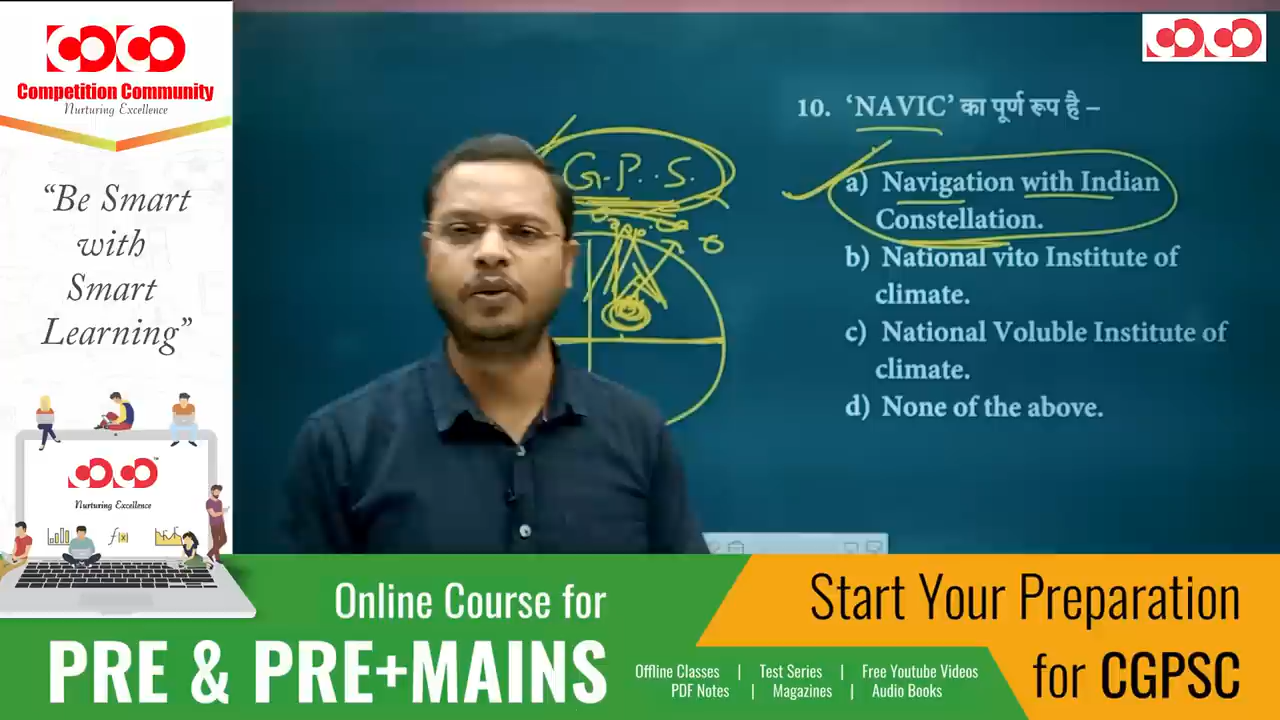 Competition Community
Nurturing Excellence
“Be Smart
with
Smart
Learning”
Nurturing Excellence
f(x)
G.P.S.
10. ‘NAVIC’ का पूर्ण रूप है –
a) Navigation with Indian
Constellation.
b) National vito Institute of
climate.
c) National Voluble Institute of
climate.
d) None of the above.
Online Course for
PRE & PRE+MAINS
Offline Classes | Test Series | Free Youtube Videos
PDF Notes | Magazines | Audio Books
Start Your Preparation
for CGPSC